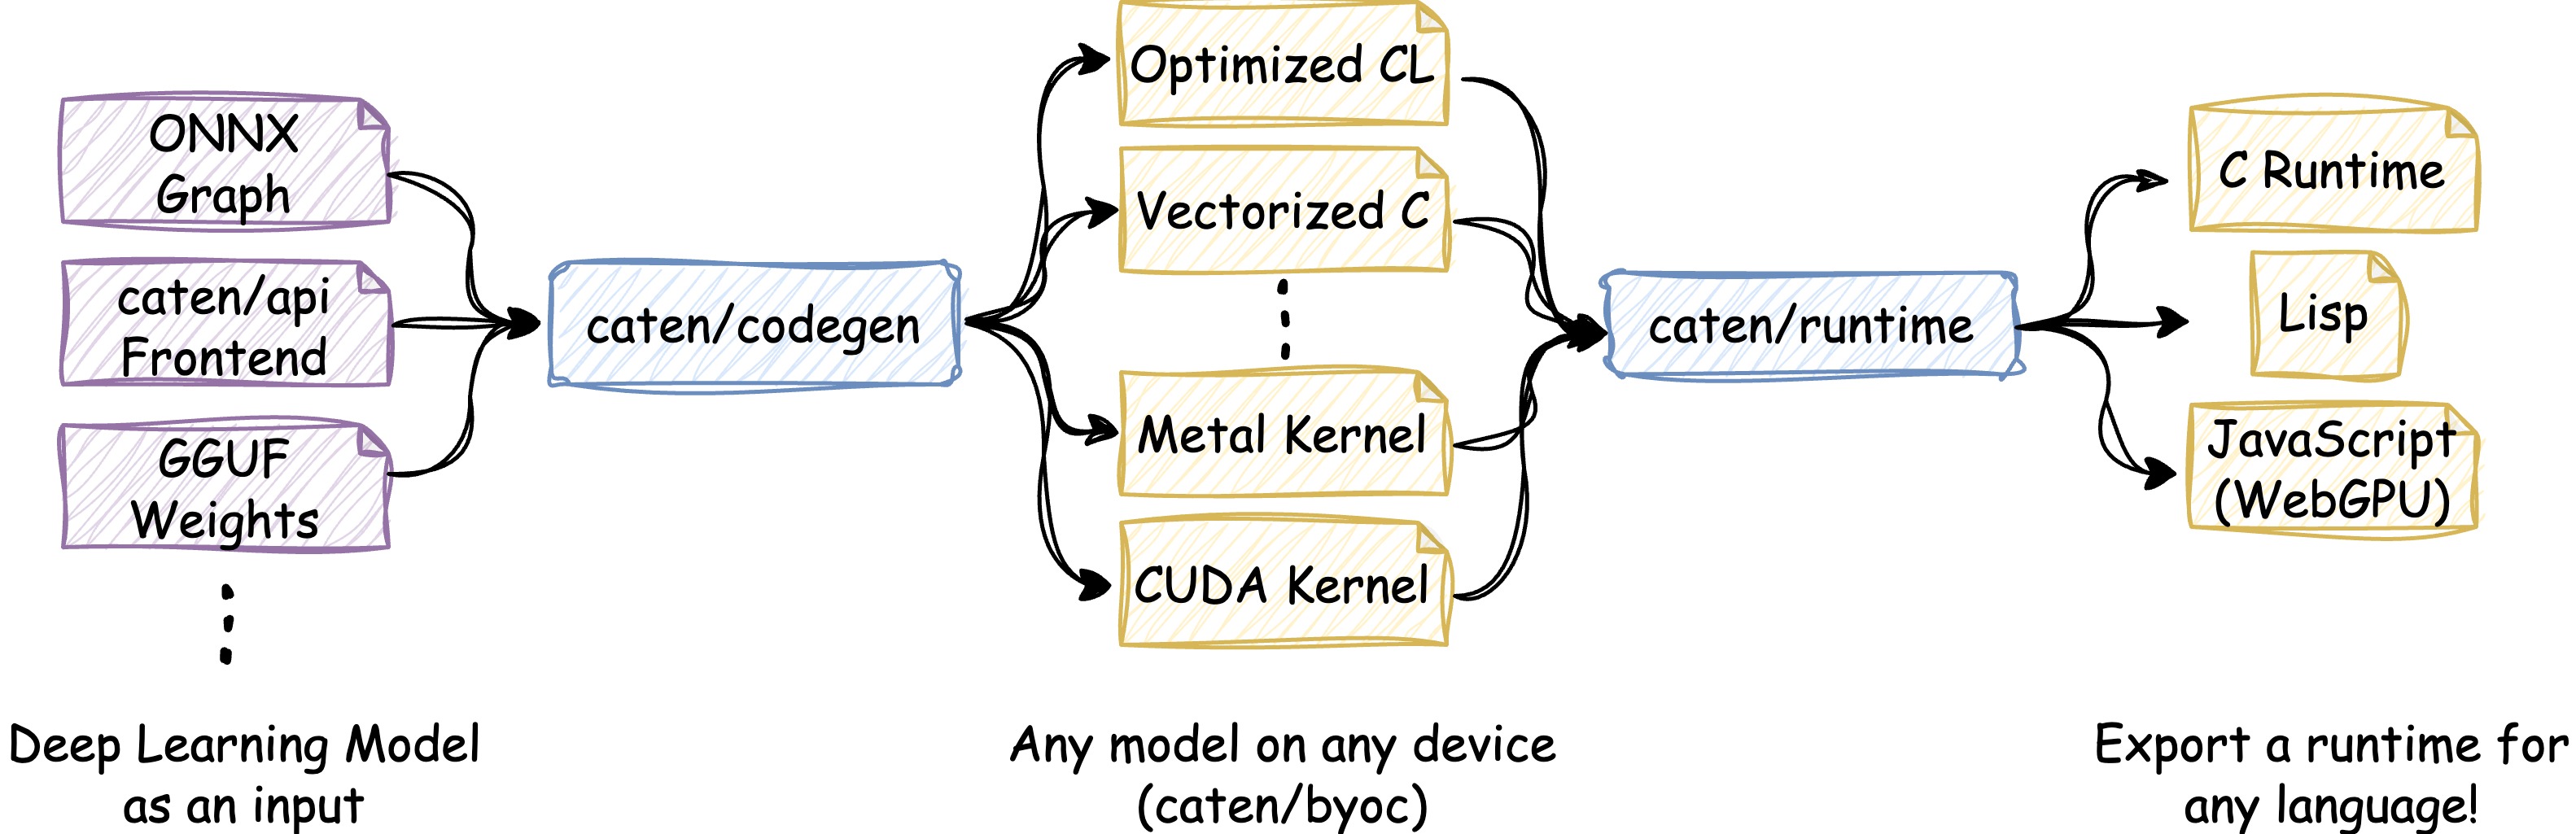 ONNX
Graph
caten/api
Frontend
GGUF
Weights
Deep Learning Model
as an input
caten/codegen
Optimized CL
Vectorized C
Metal Kernel
CUDA Kernel
Any model on any device
(caten/byoc)
caten/runtime
C Runtime
Lisp
JavaScript
(WebGPU)
Export a runtime for
any language!